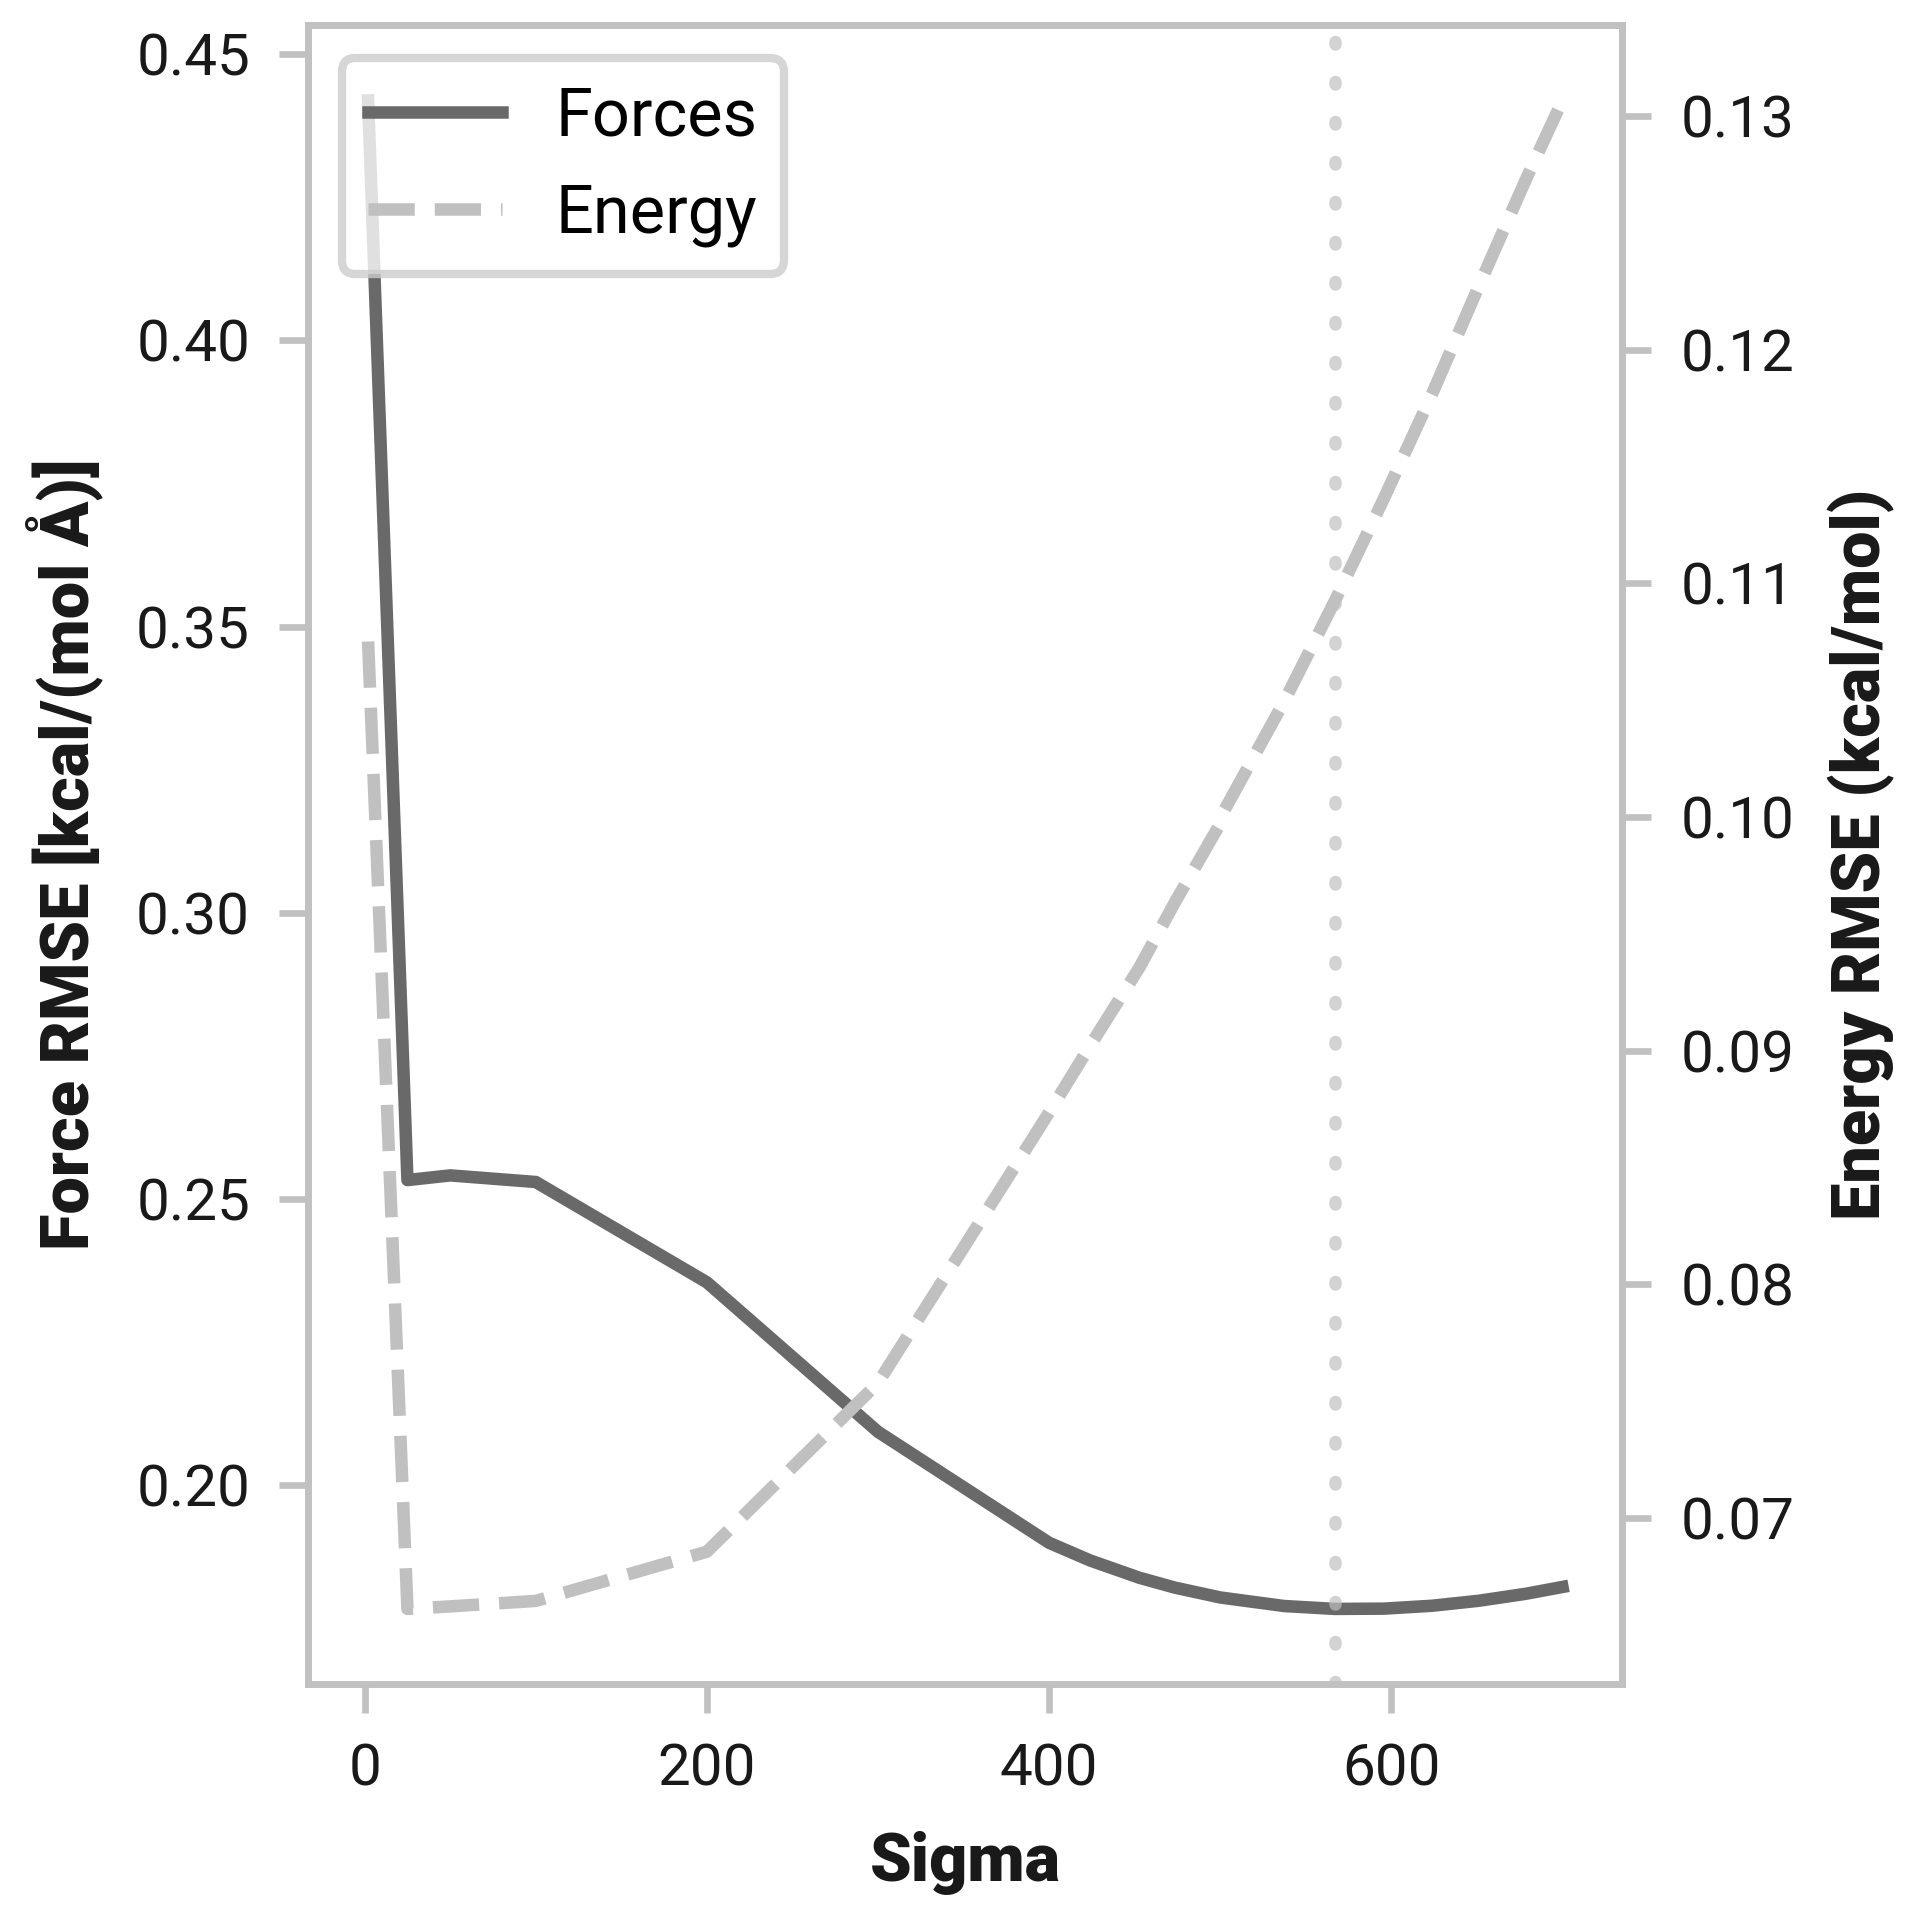 Forces
Energy
0.45
0.40
0.35
0.30
0.25
0.20
Force RMSE [kcal/(mol Å)]
0.13
0.12
0.11
0.10
0.09
0.08
0.07
Energy RMSE (kcal/mol)
0 200 400 600
Sigma